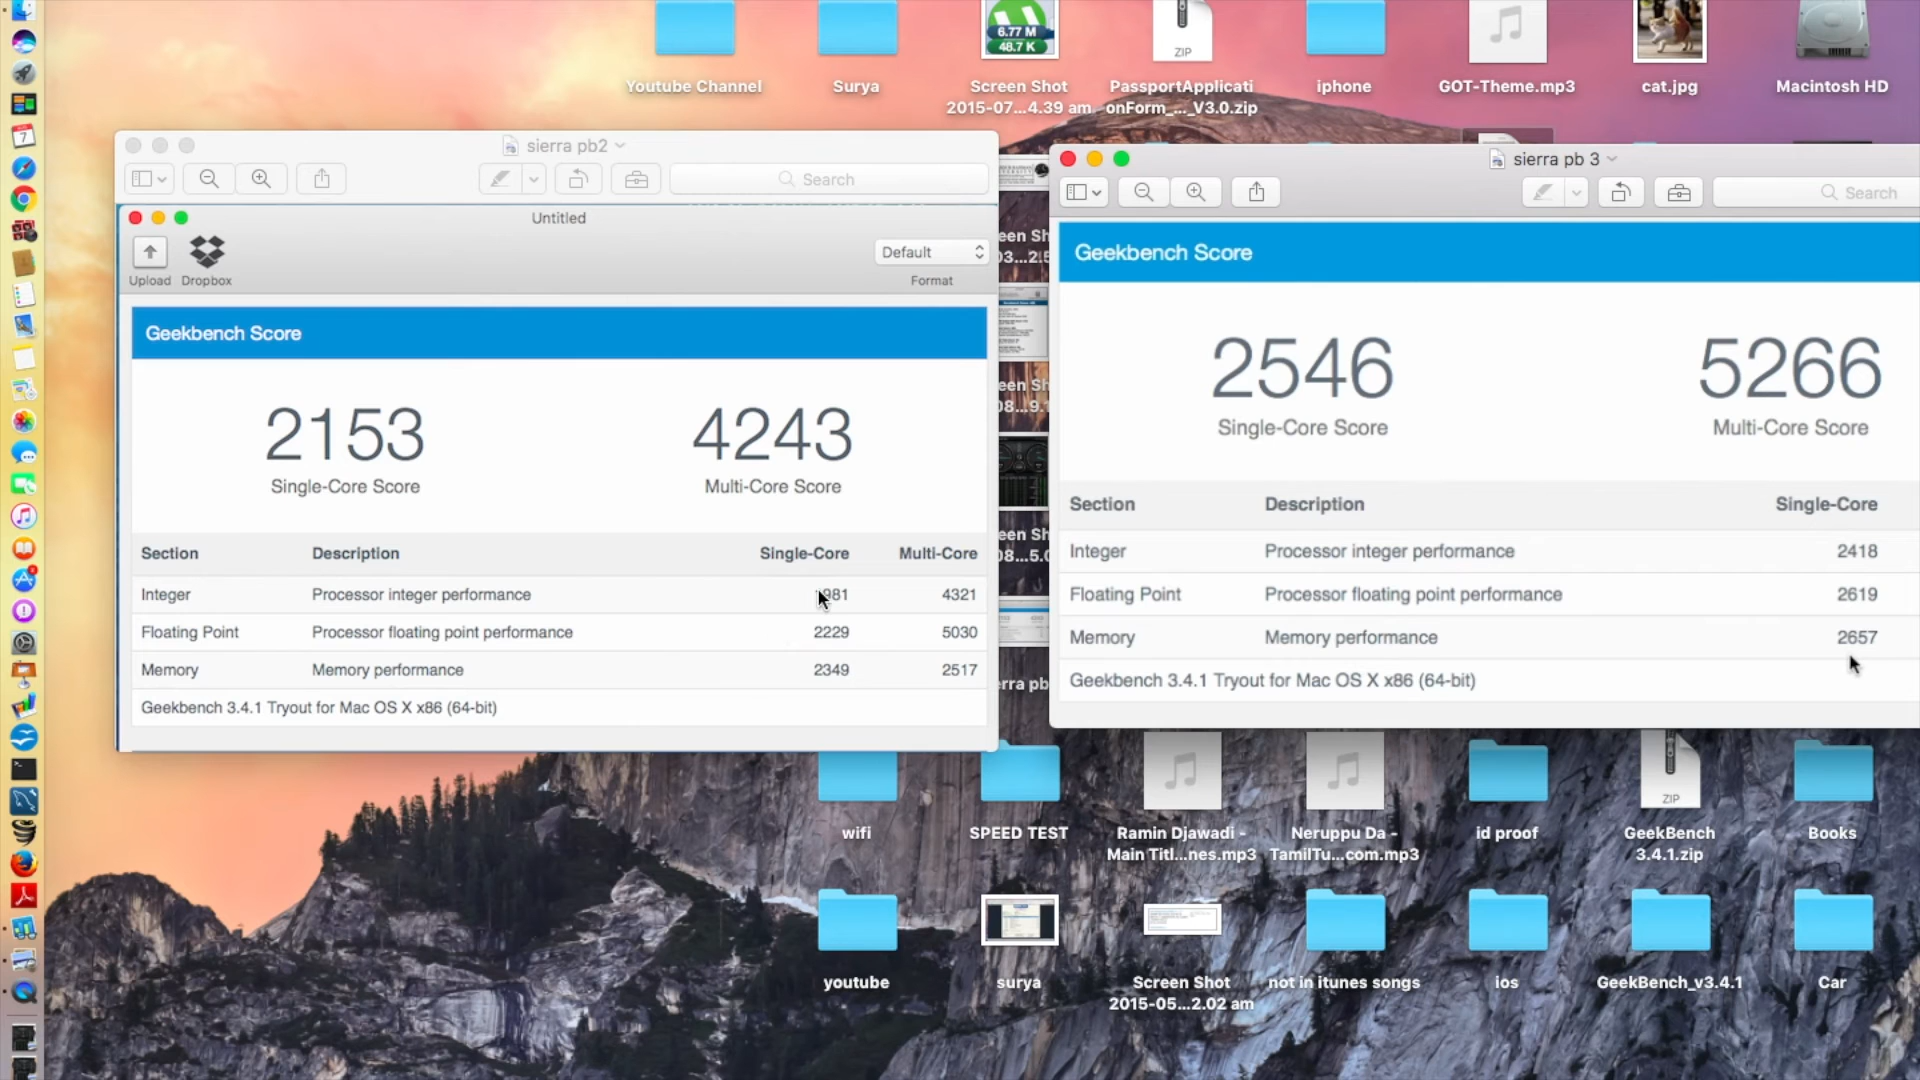 6.77 M
48.7 K
ZIP
Youtube Channel
Surya
Screen Shot
2015-07...4.39 am
PassportApplicati
onForm_..._V3.0.zip
iphone
GOT-Theme.mp3
cat.jpg
Macintosh HD
7
sierra pb2
Search
Untitled
Upload
Dropbox
Default
Format
Geekbench Score
2153
Single-Core Score
4243
Multi-Core Score
Section Description Single-Core Multi-Core
Integer Processor integer performance 4321
Floating Point Processor floating point performance 2229 5030
Memory Memory performance 2349 2517
Geekbench 3.4.1 Tryout for Mac OS X x86 (64-bit)
sierra pb 3
Search
Geekbench Score
2546
Single-Core Score
5266
Multi-Core Score
Section Description Single-Core
Integer Processor integer performance 2418
Floating Point Processor floating point performance 2619
Memory Memory performance 2657
Geekbench 3.4.1 Tryout for Mac OS X x86 (64-bit)
ZIP
wifi
SPEED TEST
Ramin Djawadi -
Main Titl...nes.mp3
Neruppu Da -
TamilTu...com.mp3
id proof
GeekBench
3.4.1.zip
Books
youtube
surya
Screen Shot
2015-05...2.02 am
not in itunes songs
ios
GeekBench_v3.4.1
Car